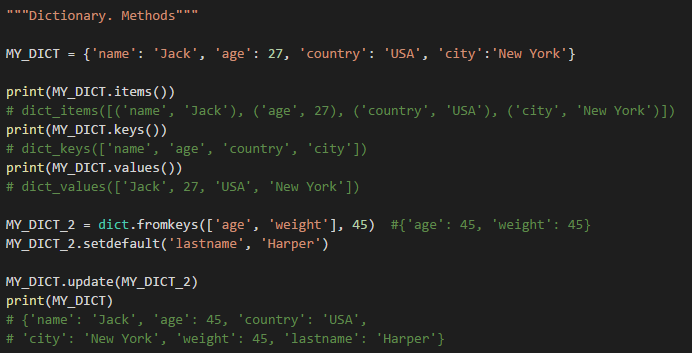 """Dictionary. Methods"""
MY_DICT = {'name': 'Jack', 'age': 27, 'country': 'USA', 'city':'New York'}
print(MY_DICT.items())
# dict_items([('name', 'Jack'), ('age', 27), ('country', 'USA'), ('city', 'New York')])
print(MY_DICT.keys())
# dict_keys(['name', 'age', 'country', 'city'])
print(MY_DICT.values())
# dict_values(['Jack', 27, 'USA', 'New York'])
MY_DICT_2 = dict.fromkeys(['age', 'weight'], 45)  #{'age': 45, 'weight': 45}
MY_DICT_2.setdefault('lastname', 'Harper')
MY_DICT.update(MY_DICT_2)
print(MY_DICT)
# {'name': 'Jack', 'age': 45, 'country': 'USA',
# 'city': 'New York', 'weight': 45, 'lastname': 'Harper'}